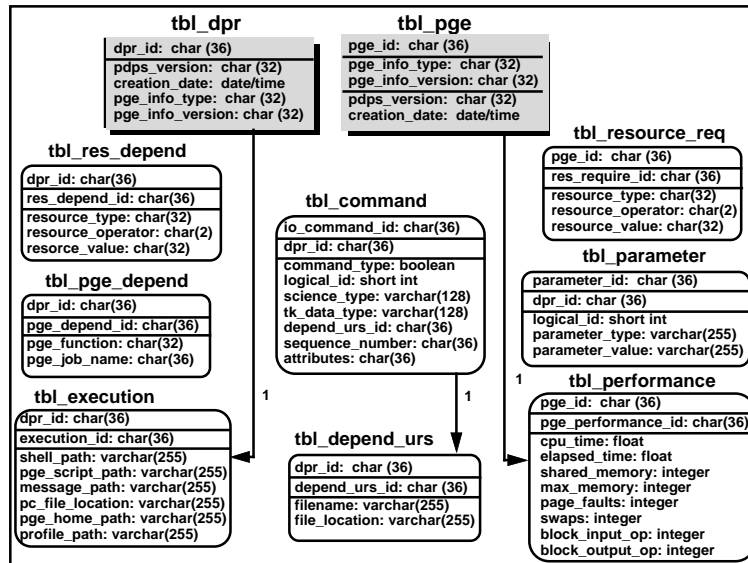 tbl_dpr
dpr_id: char (36)
pdps_version: char (32)
creation_date: date/time
pge_info_type: char (32)
pge_info_version: char (32)
tbl_pge
pge_id: char (36)
pge_info_type: char (32)
pge_info_version: char (32)
pdps_version: char (32)
creation_date: date/time
tbl_res_depend
dpr_id: char(36)
res_depend_id: char(36)
resource_type: char(32)
resource_operator: char(2)
resorce_value: char(32)
tbl_command
io_command_id: char(36)
dpr_id: char(36)
command_type: boolean
logical_id: short int
science_type: varchar(128)
tk_data_type: varchar(128)
depend_urs_id: char(36)
sequence_number: char(36)
attributes: char(36)
tbl_resource_req
pge_id: char (36)
res_require_id: char (36)
resource_type: char(32)
resource_operator: char(2)
resource_value: char(32)
tbl_pge_depend
dpr_id: char(36)
pge_depend_id: char(36)
pge_function: char(32)
pge_job_name: char(36)
tbl_parameter
parameter_id: char (36)
dpr_id: char (36)
logical_id: short int
parameter_type: varchar(255)
parameter_value: varchar(255)
tbl_execution
dpr_id: char(36)
execution_id: char(36)
shell_path: varchar(255)
pge_script_path: varchar(255)
message_path: varchar(255)
pc_file_location: varchar(255)
pge_home_path: varchar(255)
profile_path: varchar(255)
1
1
1
tbl_depend_urs
dpr_id: char (36)
depend_urs_id: char (36)
filename: varchar(255)
file_location: varchar(255)
tbl_performance
pge_id: char (36)
pge_performance_id: char(36)
cpu_time: float
elapsed_time: float
shared_memory: integer
max_memory: integer
page_faults: integer
swaps: integer
block_input_op: integer
block_output_op: integer